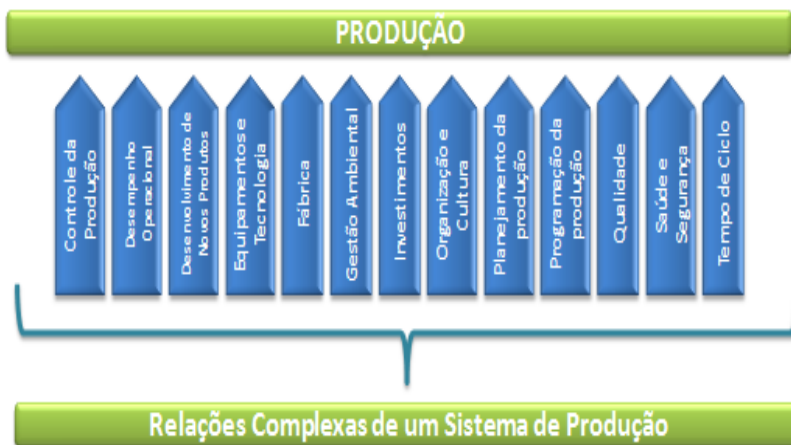 PRODUÇÃO
Controle da
Produção
Desempenho
Operacional
Desenvolvimento de
Novos Produtos
Equipamentos e
Tecnologia
Fábrica
Gestão Ambiental
Investimentos
Organização e
Cultura
Planejamento da
produção
Programação da
produção
Qualidade
Saúde e
Segurança
Tempo de Ciclo
Relações Complexas de um Sistema de Produção